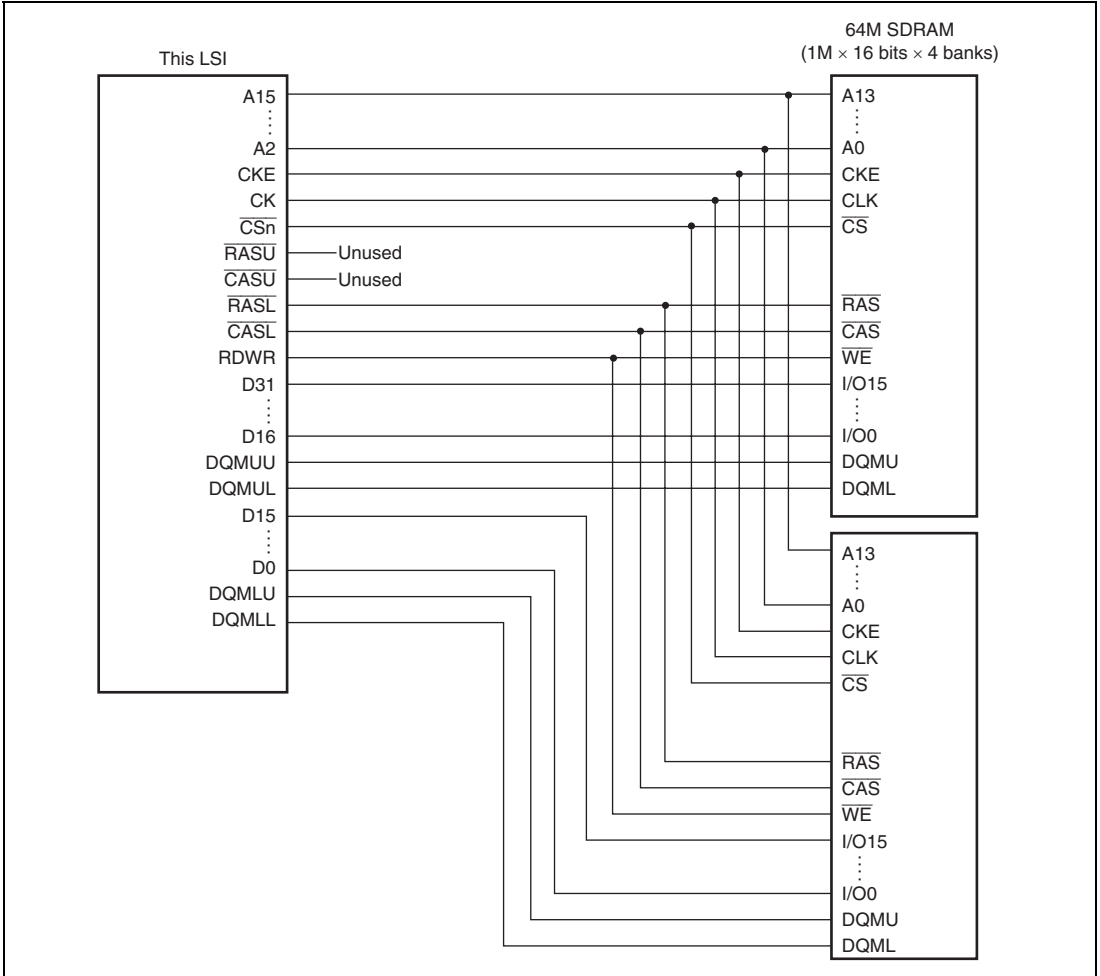 64M SDRAM
(1M × 16 bits × 4 banks)
This LSI
A15
A2
CKE
CK
CSn
RASU
CASU
RASL
CASL
RDWR
D31
D16
DQMUU
DQMUL
D15
D0
DQMLU
DQMLL
Unused
Unused
A13
A0
CKE
CLK
CS
RAS
CAS
WE
I/O15
I/O0
DQMU
DQML
A13
A0
CKE
CLK
CS
RAS
CAS
WE
I/O15
I/O0
DQMU
DQML